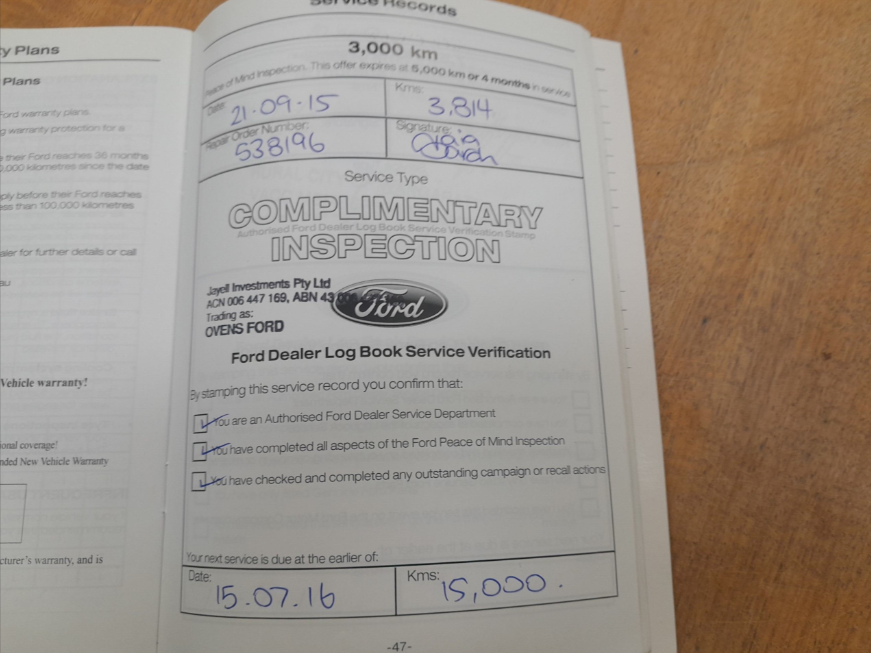 y Plans
Plans
Ford warranty plans.
g warranty protection for a
their Ford reaches 36 months
0,000 kilometres since the date
ply before their Ford reaches
ess than 100,000 kilometres
aler for further details or call
au
Vehicle warranty!
ional coverage!
nded New Vehicle Warranty
cturer's warranty, and is
Service Records
3,000 km
Peace of Mind Inspection. This offer expires at 5,000 km or 4 months in service
Date: 21.09.15 Kms: 3,814
Repair Order Number: 538196 Signature:
Service Type
COMPLIMENTARY
Authorised Ford Dealer Log Book Service Verification Stamp
INSPECTION
Jayell Investments Pty Ltd
ACN 006 447 169, ABN 43
Trading as:
OVENS FORD
Ford
Ford Dealer Log Book Service Verification
By stamping this service record you confirm that:
You are an Authorised Ford Dealer Service Department
You have completed all aspects of the Ford Peace of Mind Inspection
You have checked and completed any outstanding campaign or recall actions
Your next service is due at the earlier of:
Date: 15.07.16 Kms: 15,000.
-47-